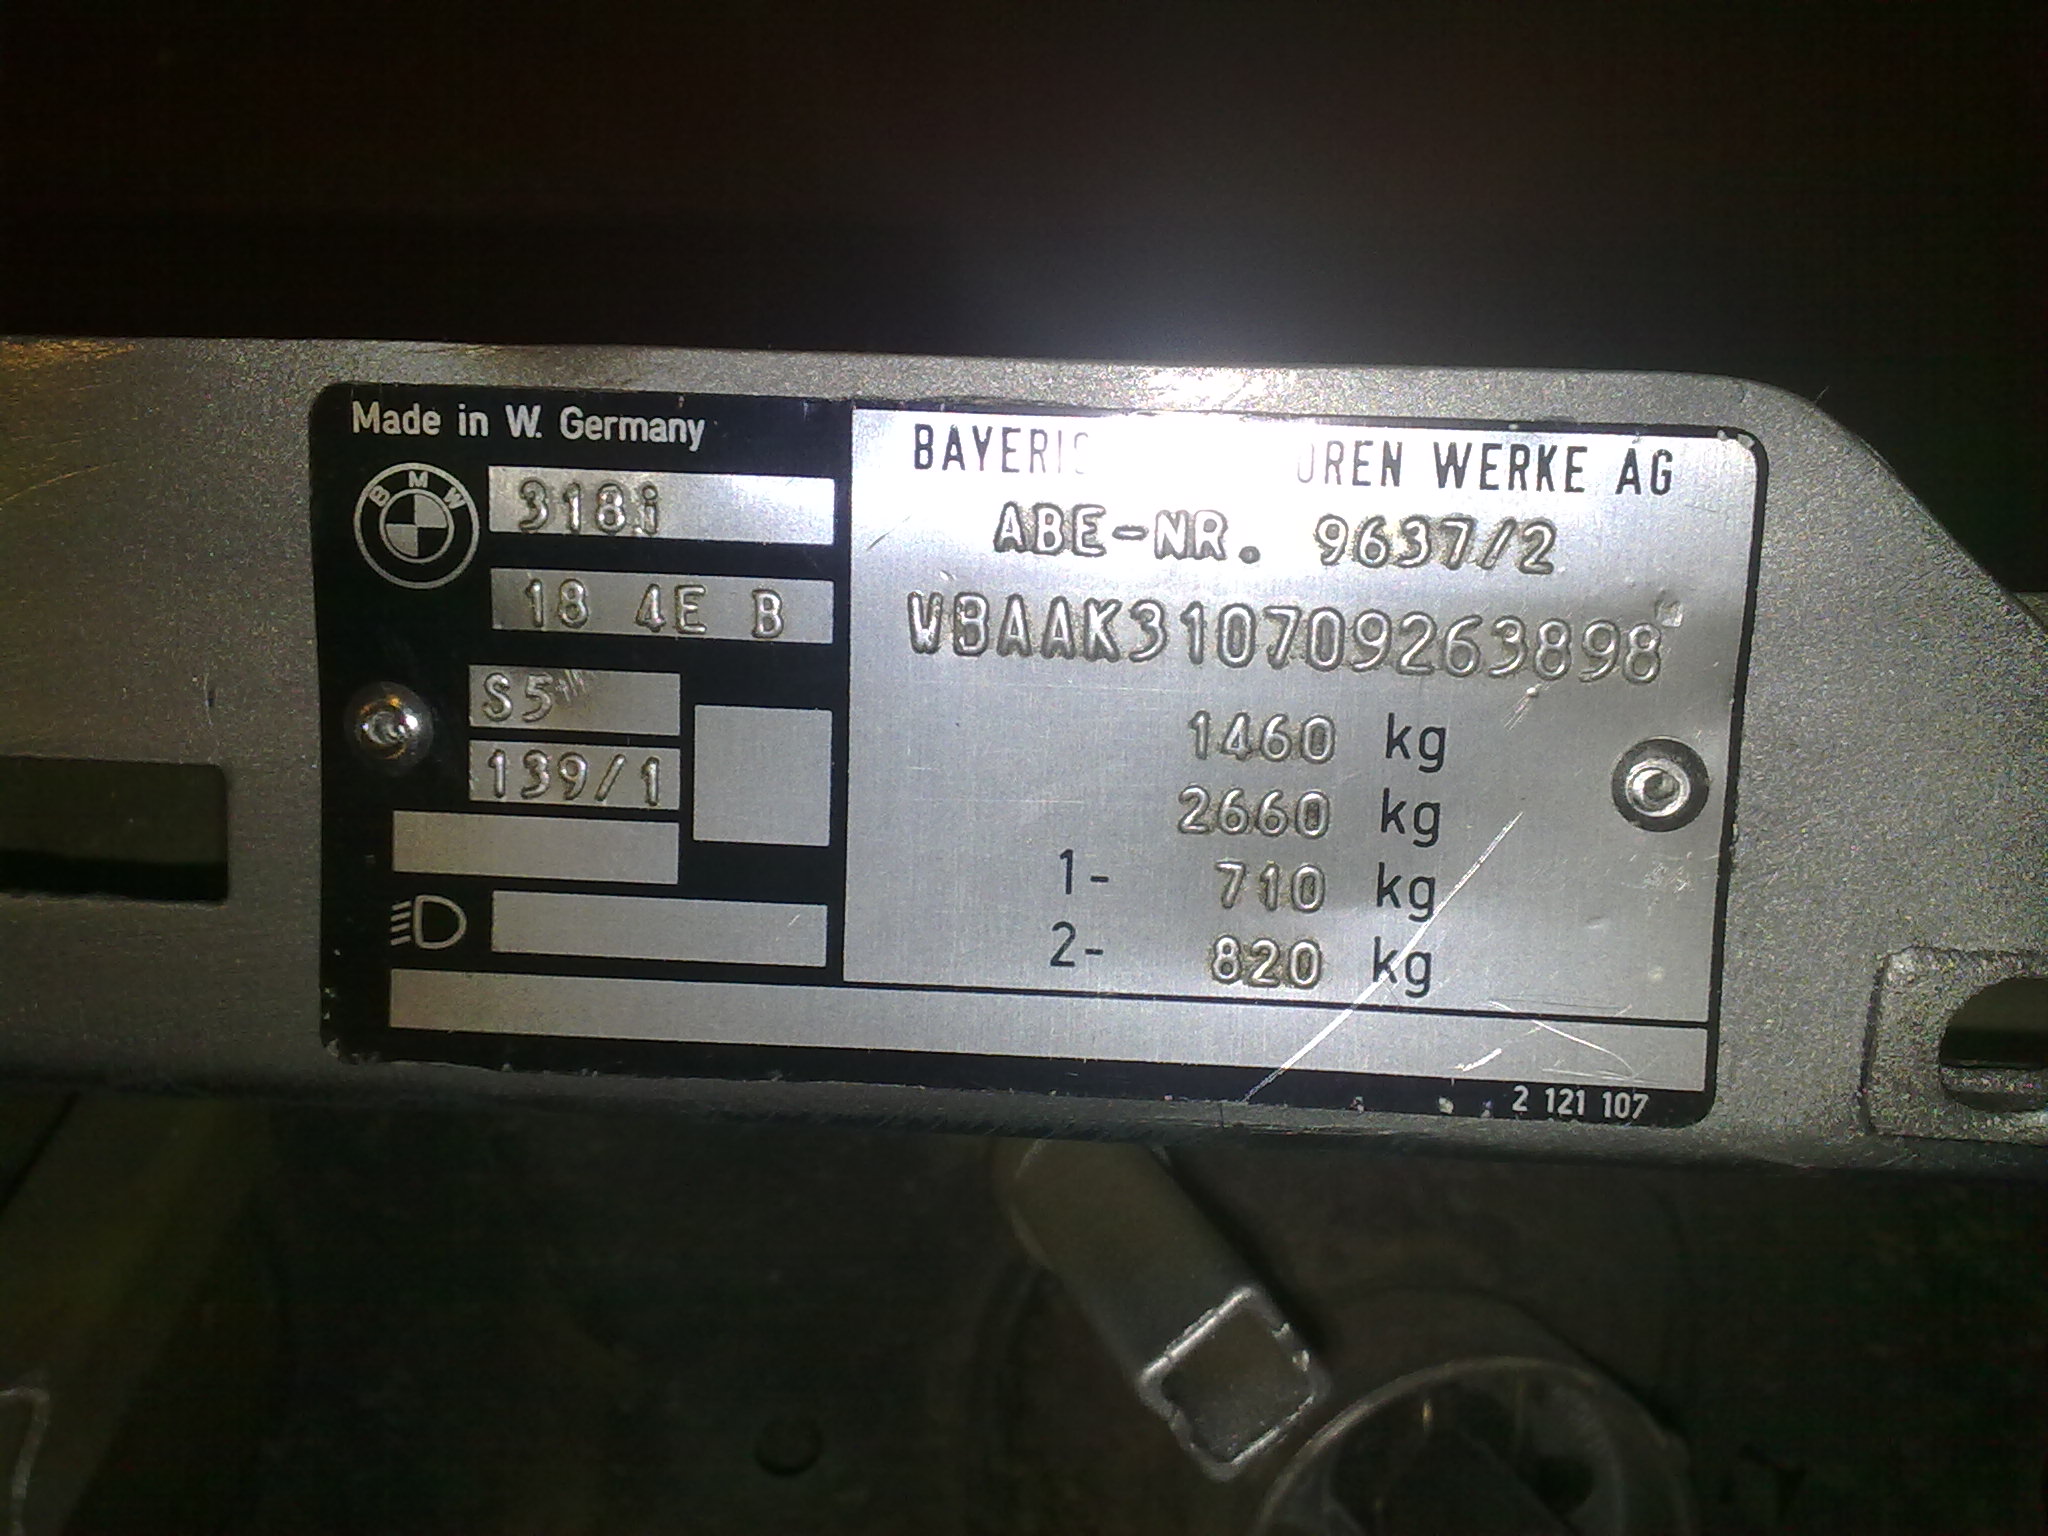 Made in W. Germany
BMW
318i
18 4E B
S5
139/1
BAYERIS OREN WERKE AG
ABE-NR. 9637/2
WBAAK310709263898
1460 kg
2660 kg
1- 710 kg
2- 820 kg
2 121 107